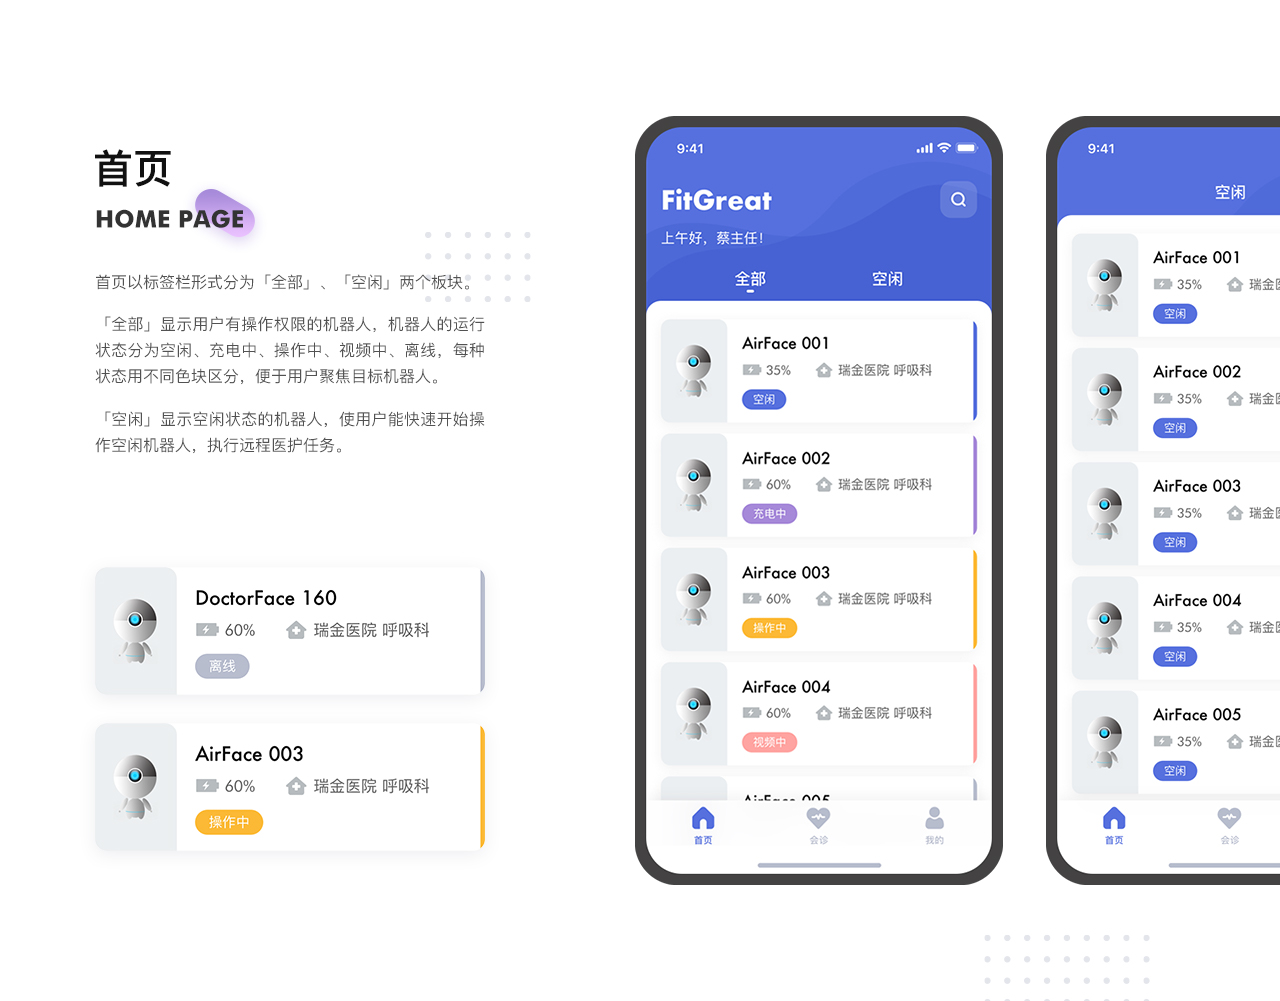 首页
HOME PAGE
首页以标签栏形式分为「全部」、「空闲」两个板块。
「全部」显示用户有操作权限的机器人，机器人的运行
状态分为空闲、充电中、操作中、视频中、离线，每种
状态用不同色块区分，便于用户聚焦目标机器人。
「空闲」显示空闲状态的机器人，使用户能快速开始操
作空闲机器人，执行远程医护任务。
DoctorFace 160
60% 瑞金医院 呼吸科
离线
AirFace 003
60% 瑞金医院 呼吸科
操作中
9:41
FitGreat
上午好，蔡主任！
全部 空闲
AirFace 001
35% 瑞金医院 呼吸科
空闲
AirFace 002
60% 瑞金医院 呼吸科
充电中
AirFace 003
60% 瑞金医院 呼吸科
操作中
AirFace 004
60% 瑞金医院 呼吸科
视频中
AirFace 005
首页 会诊 我的
9:41
空闲
AirFace 001
35% 瑞金
空闲
AirFace 002
35% 瑞金
空闲
AirFace 003
35% 瑞金
空闲
AirFace 004
35% 瑞金
空闲
AirFace 005
35% 瑞金
空闲
首页 会诊